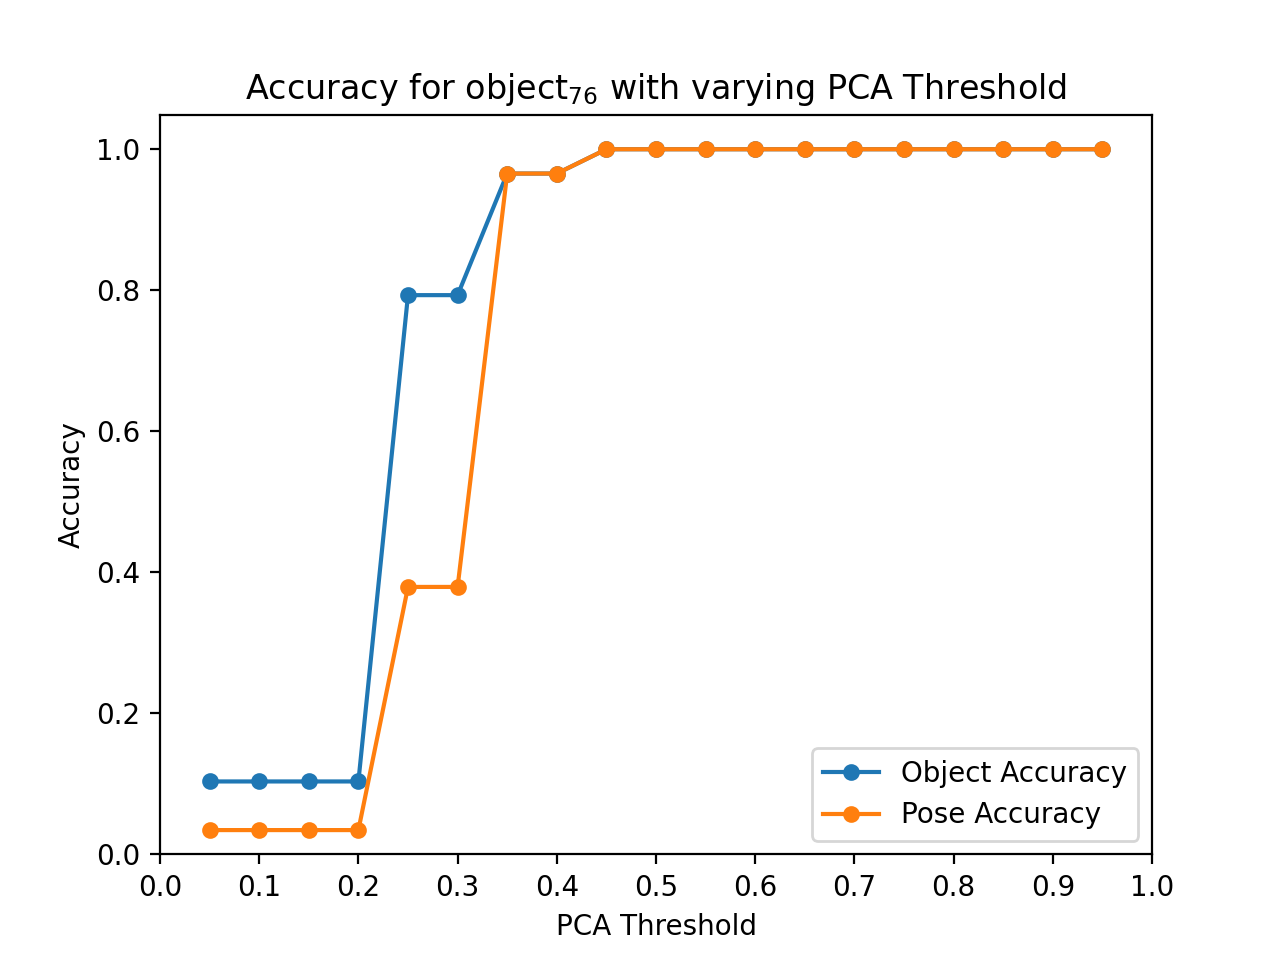 Accuracy for object₇₆ with varying PCA Threshold
1.0
0.8
0.6
0.4
0.2
0.0
Accuracy
Object Accuracy
Pose Accuracy
0.0 0.1 0.2 0.3 0.4 0.5 0.6 0.7 0.8 0.9 1.0
PCA Threshold